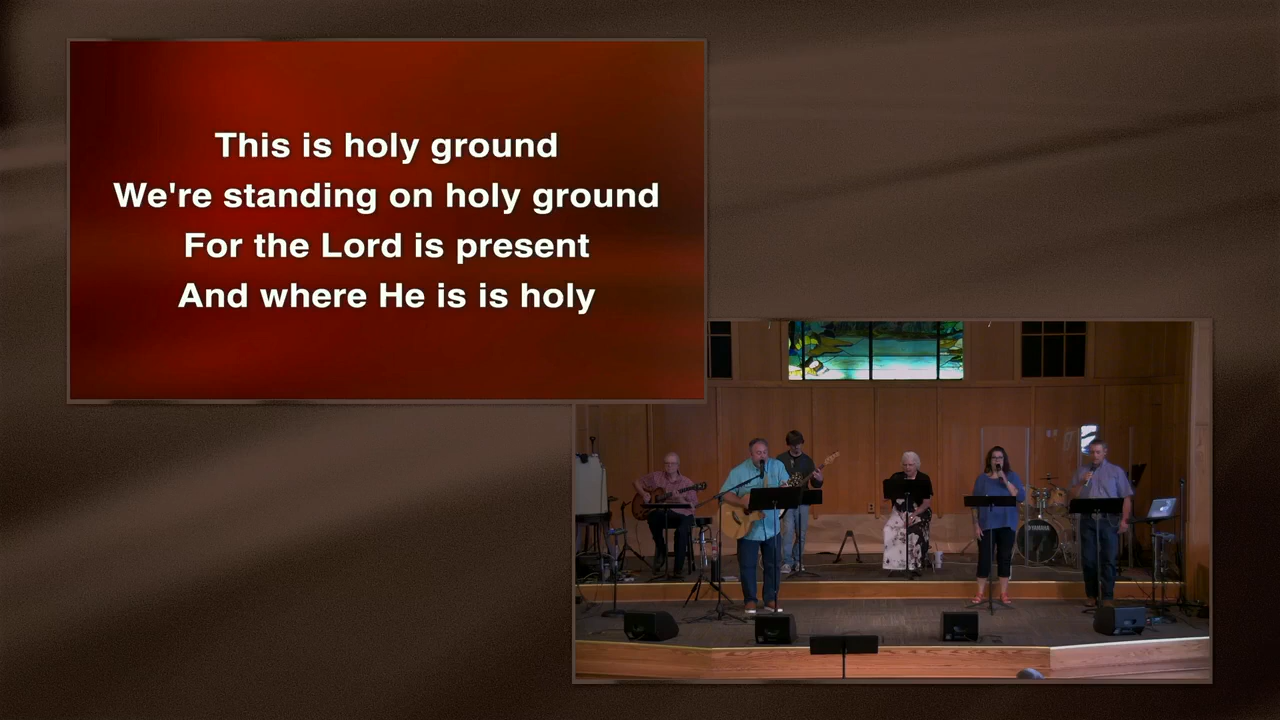 This is holy ground
We're standing on holy ground
For the Lord is present
And where He is is holy
YAMAHA